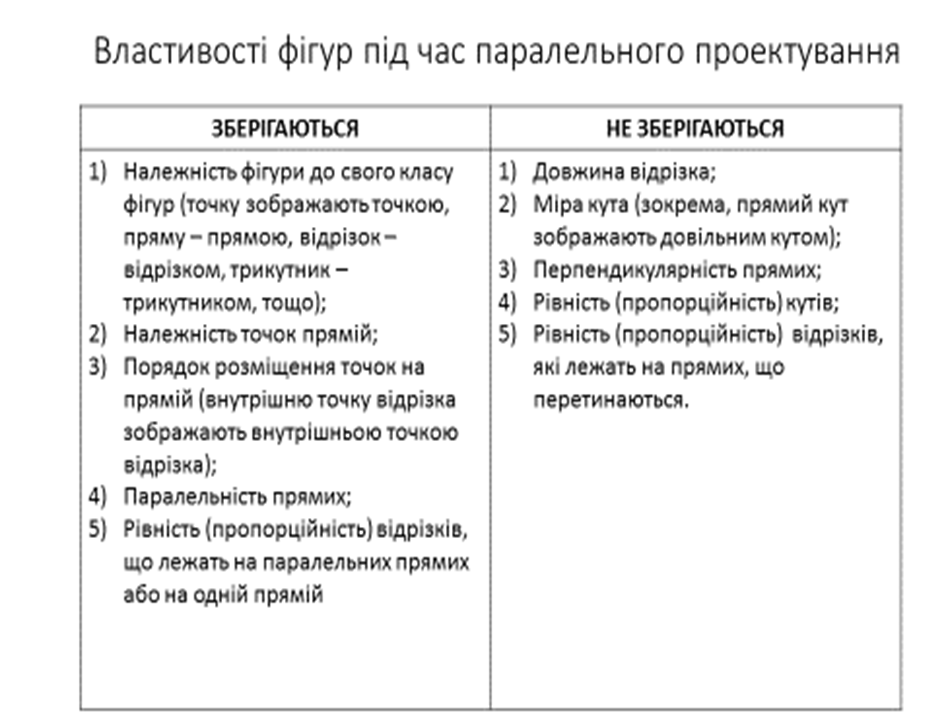 Властивості фігур під час паралельного проектування
ЗБЕРІГАЮТЬСЯ
1) Належність фігури до свого класу
фігур (точку зображають точкою,
пряму – прямою, відрізок –
відрізком, трикутник –
трикутником, тощо);
2) Належність точок прямій;
3) Порядок розміщення точок на
прямій (внутрішню точку відрізка
зображають внутрішньою точкою
відрізка);
4) Паралельність прямих;
5) Рівність (пропорційність) відрізків,
що лежать на паралельних прямих
або на одній прямій
НЕ ЗБЕРІГАЮТЬСЯ
1) Довжина відрізка;
2) Міра кута (зокрема, прямий кут
зображають довільним кутом);
3) Перпендикулярність прямих;
4) Рівність (пропорційність) кутів;
5) Рівність (пропорційність) відрізків,
які лежать на прямих, що
перетинаються.